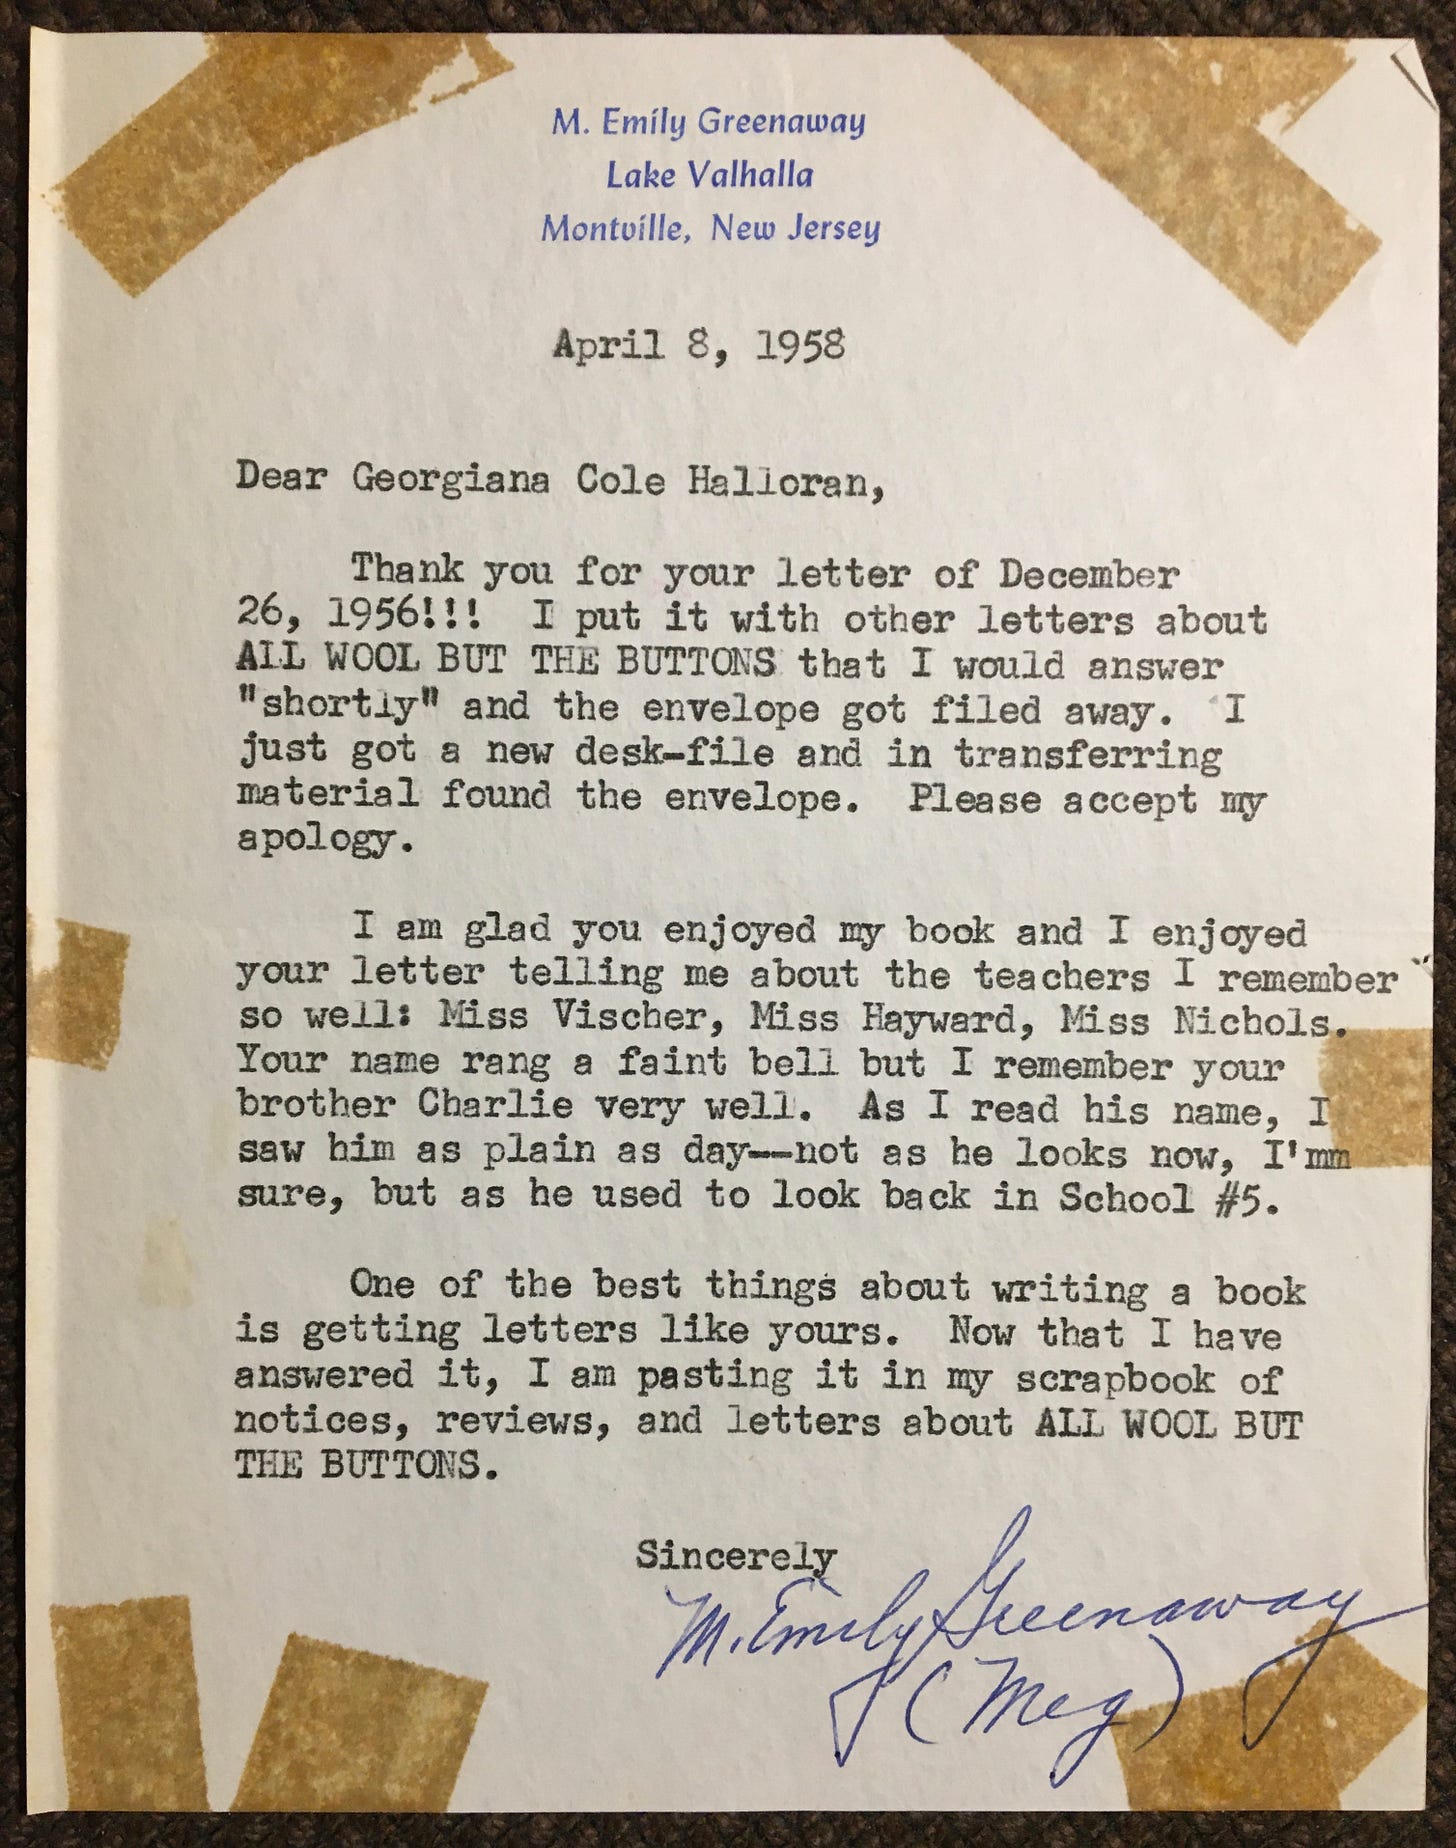 M. Emily Greenaway
Lake Valhalla
Montville, New Jersey
April 8, 1958
Dear Georgiana Cole Halloran,
Thank you for your letter of December
26, 1956!!! I put it with other letters about
ALL WOOL BUT THE BUTTONS that I would answer
"shortly" and the envelope got filed away. I
just got a new desk-file and in transferring
material found the envelope. Please accept my
apology.
I am glad you enjoyed my book and I enjoyed
your letter telling me about the teachers I remember
so well: Miss Vischer, Miss Hayward, Miss Nichols.
Your name rang a faint bell but I remember your
brother Charlie very well. As I read his name, I
saw him as plain as day--not as he looks now, I'mm
sure, but as he used to look back in School #5.
One of the best things about writing a book
is getting letters like yours. Now that I have
answered it, I am pasting it in my scrapbook of
notices, reviews, and letters about ALL WOOL BUT
THE BUTTONS.
Sincerely
M. Emily Greenaway
(Meg)